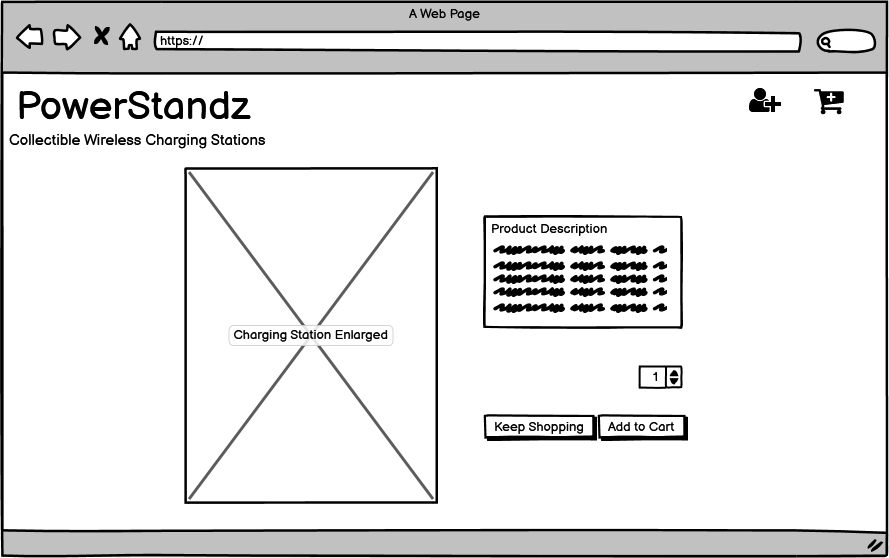 A Web Page
https://
PowerStandz
Collectible Wireless Charging Stations
Product Description
Charging Station Enlarged
1
Keep Shopping
Add to Cart